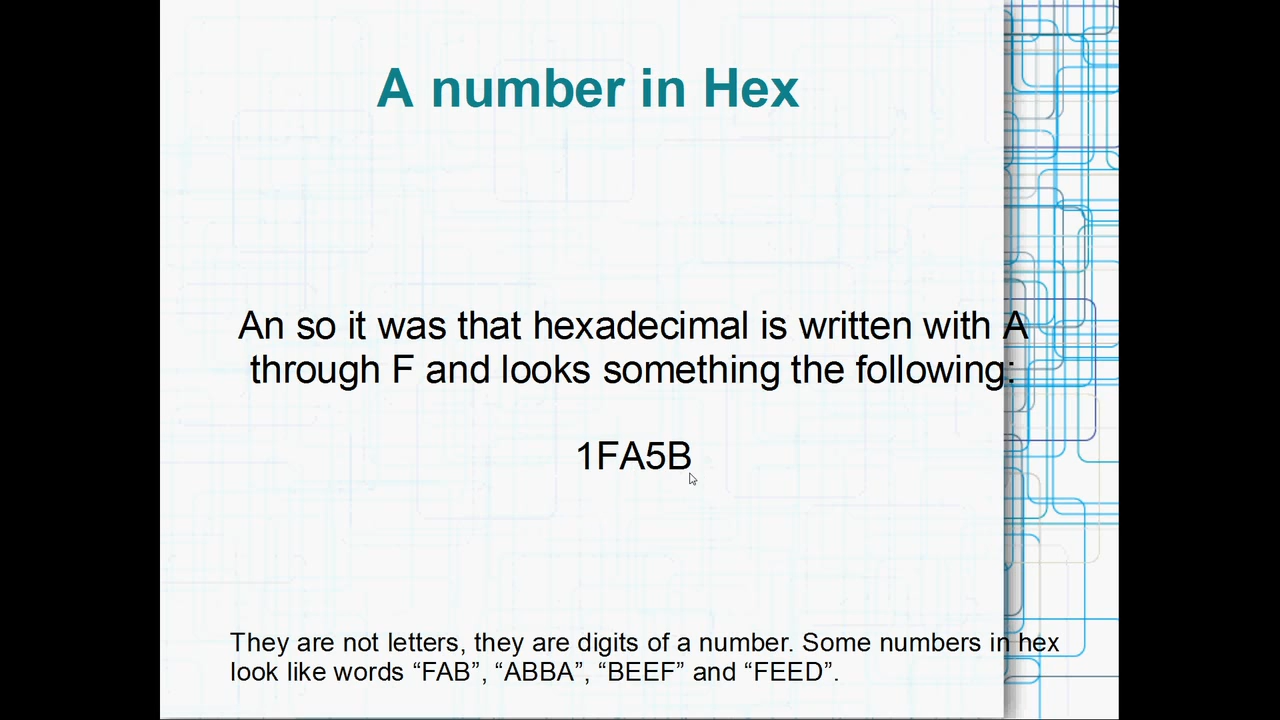 A number in Hex
An so it was that hexadecimal is written with A
through F and looks something the following:
1FA5B
They are not letters, they are digits of a number. Some numbers in hex
look like words “FAB”, “ABBA”, “BEEF” and “FEED”.